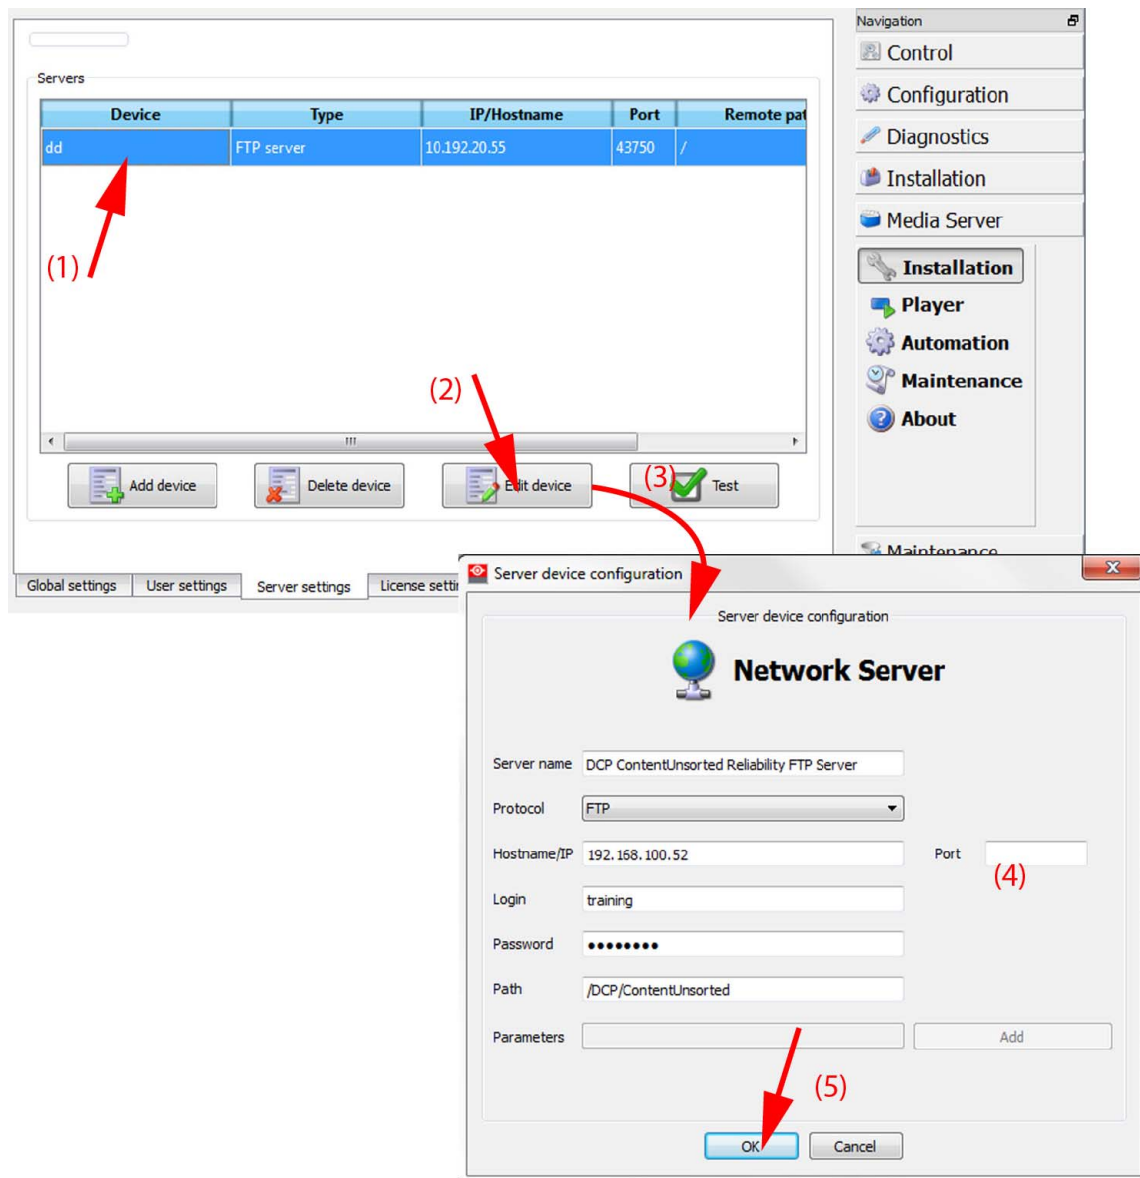 Navigation
Control
Configuration
Diagnostics
Installation
Media Server
Installation
Player
Automation
Maintenance
About
Maintenance
Servers
Device Type IP/Hostname Port Remote pat
dd FTP server 10.192.20.55 43750 /
(1)
(2)
(3)
Add device Delete device Edit device Test
Global settings User settings Server settings License setti
Server device configuration
Server device configuration
Network Server
Server name DCP ContentUnsorted Reliability FTP Server
Protocol FTP
Hostname/IP 192.168.100.52 Port
(4)
Login training
Password ●●●●●●●●
Path /DCP/ContentUnsorted
Parameters Add
(5)
OK Cancel